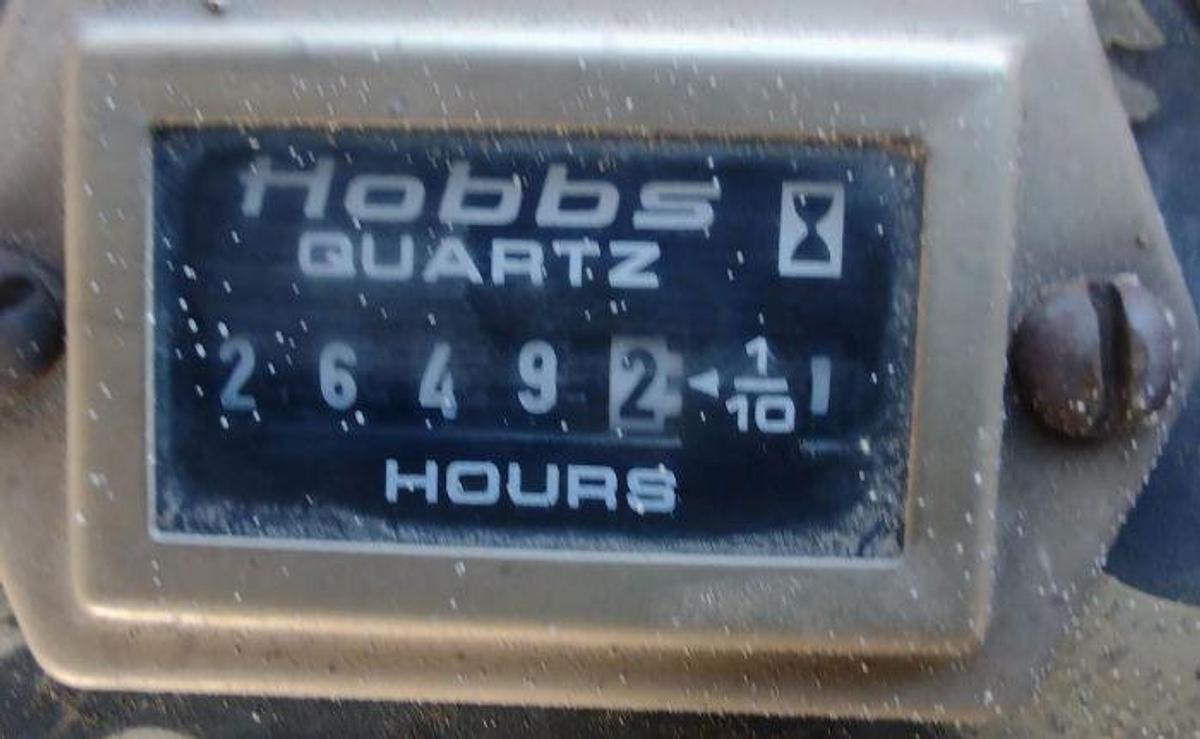 Hobbs
QUARTZ
2 6 4 9 2 ◄ 1/10
HOURS